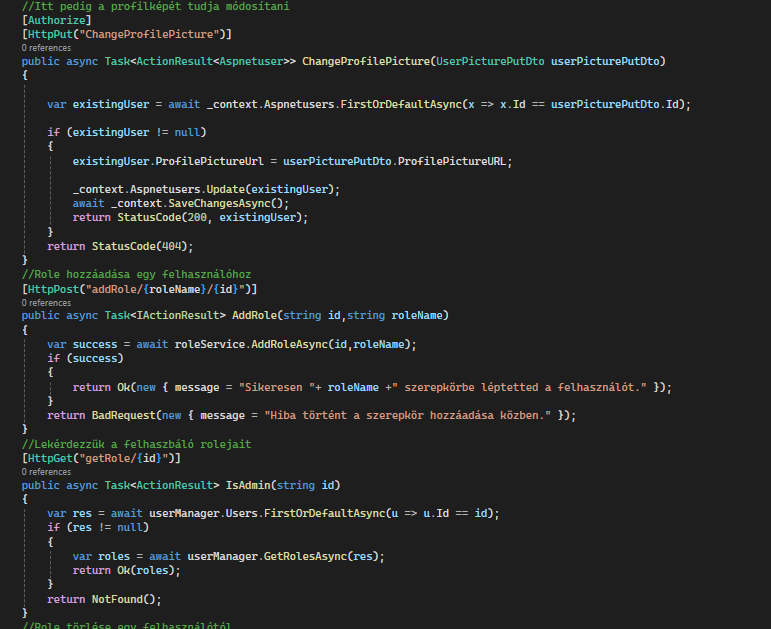 //Itt pedig a profilképét tudja módosítani
[Authorize]
[HttpPut("ChangeProfilePicture")]
0 references
public async Task<ActionResult<Aspnetuser>> ChangeProfilePicture(UserPicturePutDto userPicturePutDto)
{
var existingUser = await _context.Aspnetusers.FirstOrDefaultAsync(x => x.Id == userPicturePutDto.Id);
if (existingUser != null)
{
existingUser.ProfilePictureUrl = userPicturePutDto.ProfilePictureURL;
_context.Aspnetusers.Update(existingUser);
await _context.SaveChangesAsync();
return StatusCode(200, existingUser);
}
return StatusCode(404);
}
//Role hozzáadása egy felhasználóhoz
[HttpPost("addRole/{roleName}/{id}")]
0 references
public async Task<IActionResult> AddRole(string id,string roleName)
{
var success = await roleService.AddRoleAsync(id,roleName);
if (success)
{
return Ok(new { message = "Sikeresen "+ roleName +" szerepkörbe léptetted a felhasználót." });
}
return BadRequest(new { message = "Hiba történt a szerepkör hozzáadása közben." });
}
//Lekérdezzük a felhaszbáló rolejait
[HttpGet("getRole/{id}")]
0 references
public async Task<ActionResult> IsAdmin(string id)
{
var res = await userManager.Users.FirstOrDefaultAsync(u => u.Id == id);
if (res != null)
{
var roles = await userManager.GetRolesAsync(res);
return Ok(roles);
}
return NotFound();
}
//Role törlése egy felhasználótól